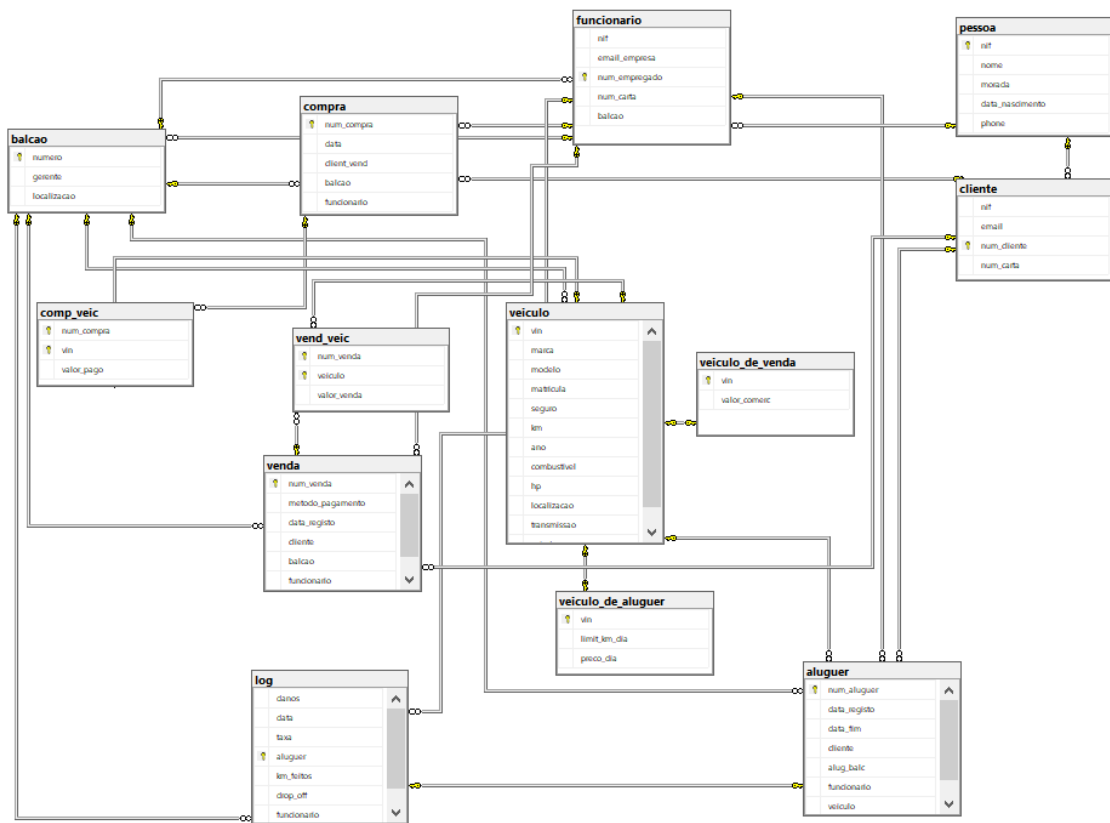 funcionario
nif
email_empresa
num_empregado
num_carta
balcao
pessoa
nif
nome
morada
data_nascimento
phone
compra
num_compra
data
client_vend
balcao
funcionario
balcao
numero
gerente
localizacao
cliente
nif
email
num_cliente
num_carta
comp_veic
num_compra
vin
valor_pago
vend_veic
num_venda
veiculo
valor_venda
veiculo
vin
marca
modelo
matricula
seguro
km
ano
combustivel
hp
localizacao
transmissao
veiculo_de_venda
vin
valor_comerc
venda
num_venda
metodo_pagamento
data_registo
cliente
balcao
funcionario
veiculo_de_aluguer
vin
limit_km_dia
preco_dia
log
danos
data
taxa
aluguer
km_feitos
drop_off
funcionario
aluguer
num_aluguer
data_registo
data_fim
cliente
alug_balc
funcionario
veiculo